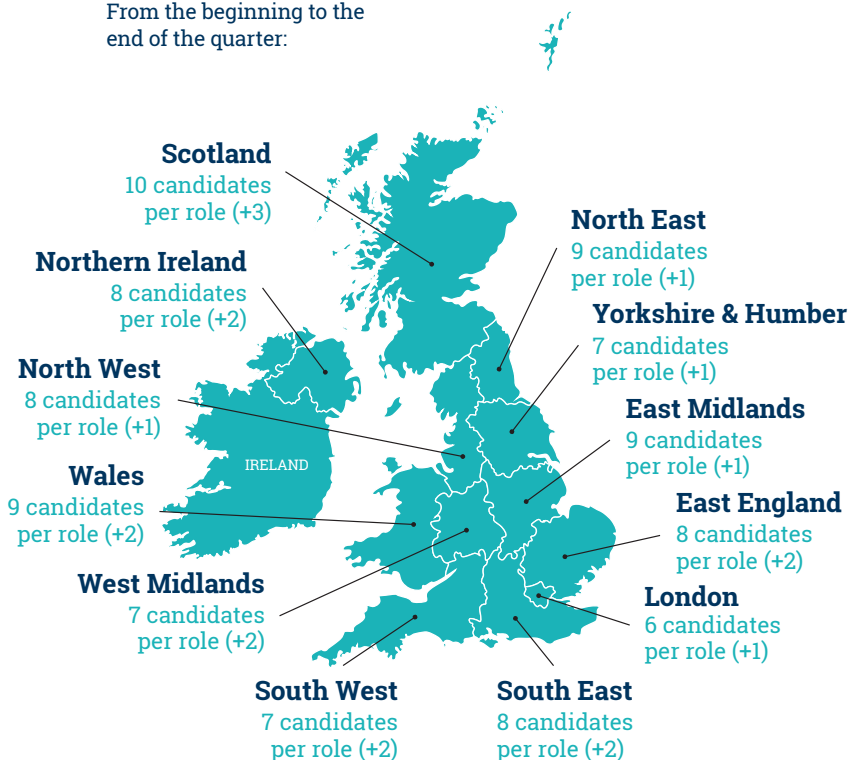 From the beginning to the
end of the quarter:
Scotland
10 candidates
per role (+3)
Northern Ireland
8 candidates
per role (+2)
North West
8 candidates
per role (+1)
Wales
9 candidates
per role (+2)
West Midlands
7 candidates
per role (+2)
South West
7 candidates
per role (+2)
South East
8 candidates
per role (+2)
London
6 candidates
per role (+1)
East England
8 candidates
per role (+2)
East Midlands
9 candidates
per role (+1)
Yorkshire & Humber
7 candidates
per role (+1)
North East
9 candidates
per role (+1)
IRELAND